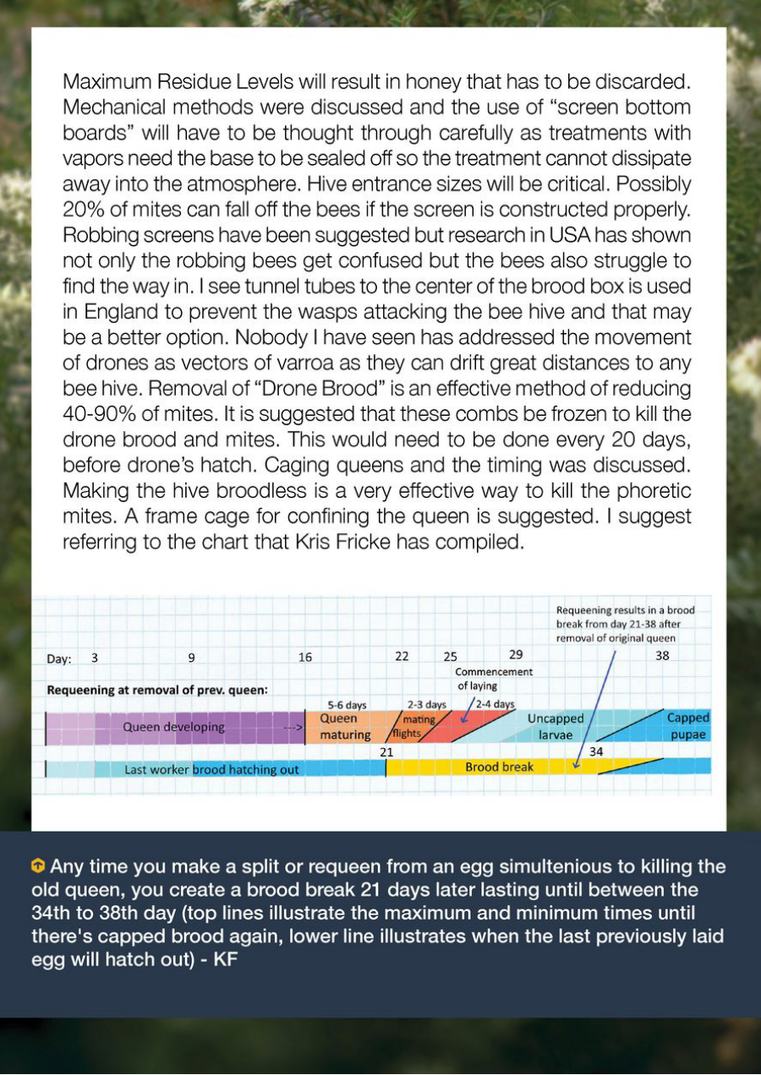 Maximum Residue Levels will result in honey that has to be discarded.
Mechanical methods were discussed and the use of “screen bottom
boards” will have to be thought through carefully as treatments with
vapors need the base to be sealed off so the treatment cannot dissipate
away into the atmosphere. Hive entrance sizes will be critical. Possibly
20% of mites can fall off the bees if the screen is constructed properly.
Robbing screens have been suggested but research in USA has shown
not only the robbing bees get confused but the bees also struggle to
find the way in. I see tunnel tubes to the center of the brood box is used
in England to prevent the wasps attacking the bee hive and that may
be a better option. Nobody I have seen has addressed the movement
of drones as vectors of varroa as they can drift great distances to any
bee hive. Removal of “Drone Brood” is an effective method of reducing
40-90% of mites. It is suggested that these combs be frozen to kill the
drone brood and mites. This would need to be done every 20 days,
before drone’s hatch. Caging queens and the timing was discussed.
Making the hive broodless is a very effective way to kill the phoretic
mites. A frame cage for confining the queen is suggested. I suggest
referring to the chart that Kris Fricke has compiled.
Requeening results in a brood
break from day 21-38 after
removal of original queen
Day: 3 9 16 22 25 29 38
Commencement
of laying
Requeening at removal of prev. queen:
5-6 days 2-3 days 2-4 days
Queen developing --->
Queen
maturing
mating
flights
Uncapped
larvae
Capped
pupae
21 34
Last worker brood hatching out Brood break
Any time you make a split or requeen from an egg simultenious to killing the
old queen, you create a brood break 21 days later lasting until between the
34th to 38th day (top lines illustrate the maximum and minimum times until
there's capped brood again, lower line illustrates when the last previously laid
egg will hatch out) - KF